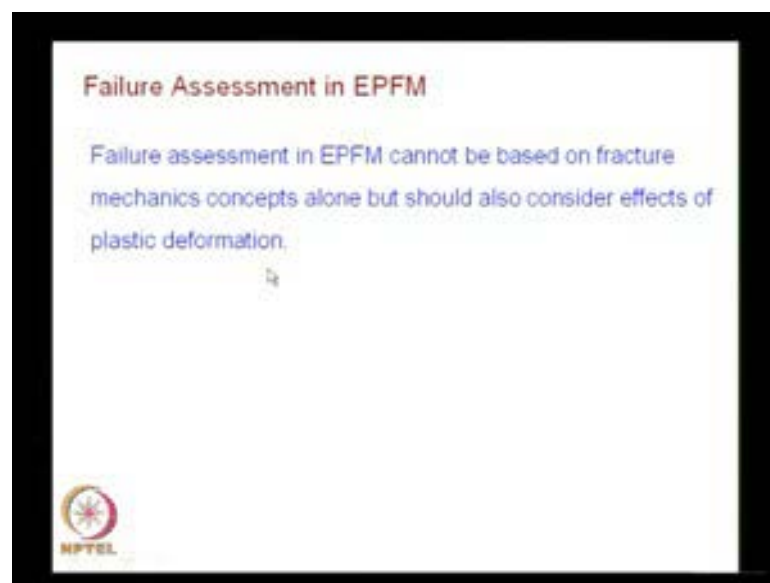 Failure Assessment in EPFM
Failure assessment in EPFM cannot be based on fracture
mechanics concepts alone but should also consider effects of
plastic deformation.
NPTEL